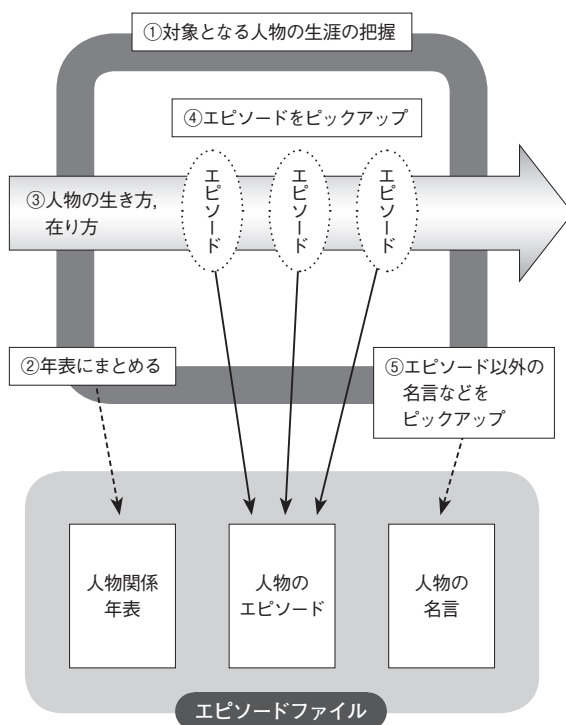 ①対象となる人物の生涯の把握
④エピソードをピックアップ
③人物の生き方,
在り方
エピソード
エピソード
エピソード
②年表にまとめる
⑤エピソード以外の
名言などを
ピックアップ
人物関係
年表
人物の
エピソード
人物の
名言
エピソードファイル